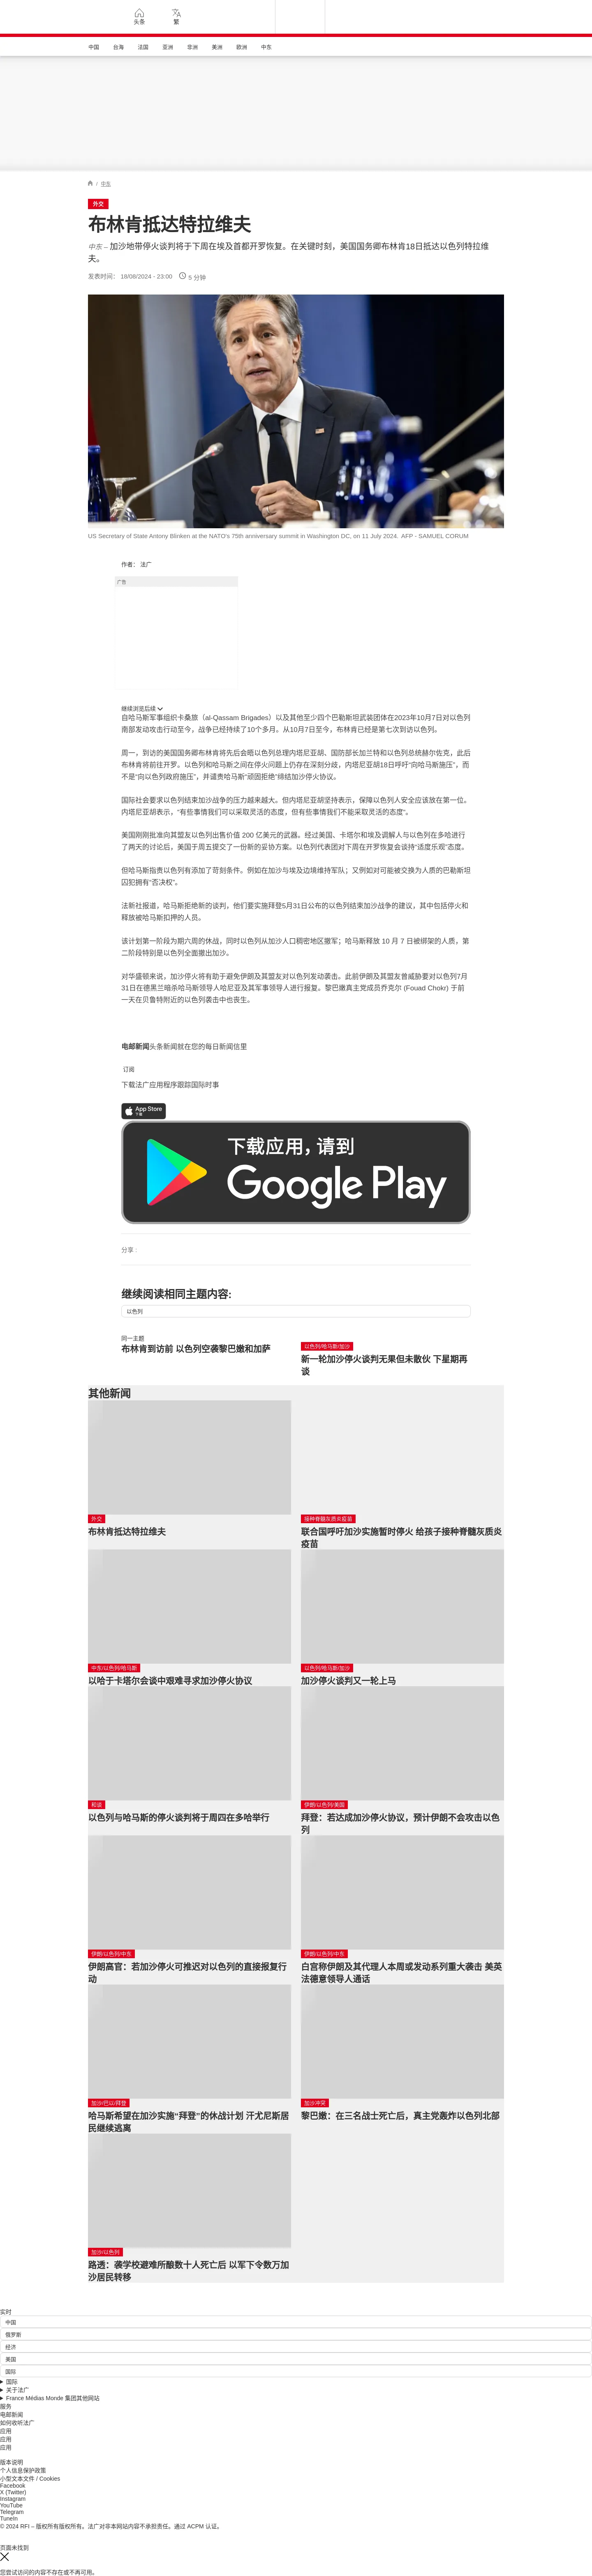 头条
繁
中国 台海 法国 亚洲 非洲 美洲 欧洲 中东
/ 中东
外交
布林肯抵达特拉维夫
中东 – 加沙地带停火谈判将于下周在埃及首都开罗恢复。在关键时刻，美国国务卿布林肯18日抵达以色列特拉维
夫。
发表时间： 18/08/2024 - 23:00 5 分钟
US Secretary of State Antony Blinken at the NATO's 75th anniversary summit in Washington DC, on 11 July 2024. AFP - SAMUEL CORUM
作者： 法广
广告
继续浏览后续
自哈马斯军事组织卡桑旅（al-Qassam Brigades）以及其他至少四个巴勒斯坦武装团体在2023年10月7日对以色列
南部发动攻击行动至今，战争已经持续了10个多月。从10月7日至今，布林肯已经是第七次到访以色列。
周一，到访的美国国务卿布林肯将先后会晤以色列总理内塔尼亚胡、国防部长加兰特和以色列总统赫尔佐克，此后
布林肯将前往开罗。以色列和哈马斯之间在停火问题上仍存在深刻分歧，内塔尼亚胡18日呼吁“向哈马斯施压”，而
不是“向以色列政府施压”，并谴责哈马斯“顽固拒绝”缔结加沙停火协议。
国际社会要求以色列结束加沙战争的压力越来越大。但内塔尼亚胡坚持表示，保障以色列人安全应该放在第一位。
内塔尼亚胡表示，“有些事情我们可以采取灵活的态度，但有些事情我们不能采取灵活的态度”。
美国刚刚批准向其盟友以色列出售价值 200 亿美元的武器。经过美国、卡塔尔和埃及调解人与以色列在多哈进行
了两天的讨论后，美国于周五提交了一份新的妥协方案。以色列代表团对下周在开罗恢复会谈持“适度乐观”态度。
但哈马斯指责以色列有添加了苛刻条件。例如在加沙与埃及边境维持军队；又例如对可能被交换为人质的巴勒斯坦
囚犯拥有“否决权”。
法新社报道，哈马斯拒绝新的谈判，他们要实施拜登5月31日公布的以色列结束加沙战争的建议，其中包括停火和
释放被哈马斯扣押的人员。
该计划第一阶段为期六周的休战，同时以色列从加沙人口稠密地区撤军；哈马斯释放 10 月 7 日被绑架的人质，第
二阶段特别是以色列全面撤出加沙。
对华盛顿来说，加沙停火将有助于避免伊朗及其盟友对以色列发动袭击。此前伊朗及其盟友曾威胁要对以色列7月
31日在德黑兰暗杀哈马斯领导人哈尼亚及其军事领导人进行报复。黎巴嫩真主党成员乔克尔 (Fouad Chokr) 于前
一天在贝鲁特附近的以色列袭击中也丧生。
电邮新闻头条新闻就在您的每日新闻信里
订阅
下载法广应用程序跟踪国际时事
App Store
下载
下载应用，请到
Google Play
分享 :
继续阅读相同主题内容:
以色列
同一主题
布林肯到访前 以色列空袭黎巴嫩和加萨
以色列/哈马斯/加沙
新一轮加沙停火谈判无果但未散伙 下星期再
谈
其他新闻
外交
布林肯抵达特拉维夫
接种脊髓灰质炎疫苗
联合国呼吁加沙实施暂时停火 给孩子接种脊髓灰质炎
疫苗
中东/以色列/哈马斯
以哈于卡塔尔会谈中艰难寻求加沙停火协议
以色列/哈马斯/加沙
加沙停火谈判又一轮上马
和谈
以色列与哈马斯的停火谈判将于周四在多哈举行
伊朗/以色列/美国
拜登：若达成加沙停火协议，预计伊朗不会攻击以色
列
伊朗/以色列/中东
伊朗高官：若加沙停火可推迟对以色列的直接报复行
动
伊朗/以色列/中东
白宫称伊朗及其代理人本周或发动系列重大袭击 美英
法德意领导人通话
加沙/巴以/拜登
哈马斯希望在加沙实施“拜登”的休战计划 汗尤尼斯居
民继续逃离
加沙冲突
黎巴嫩：在三名战士死亡后，真主党轰炸以色列北部
加沙/以色列
路透：袭学校避难所酿数十人死亡后 以军下令数万加
沙居民转移
实时
中国
俄罗斯
经济
美国
国际
国际
关于法广
France Médias Monde 集团其他网站
服务
电邮新闻
如何收听法广
应用
应用
应用
版本说明
个人信息保护政策
小型文本文件 / Cookies
Facebook
X (Twitter)
Instagram
YouTube
Telegram
TuneIn
© 2024 RFI – 版权所有版权所有。法广对非本网站内容不承担责任。通过 ACPM 认证。
页面未找到
您尝试访问的内容不存在或不再可用。